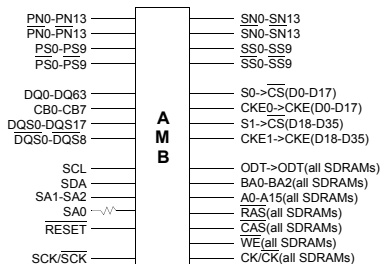 PN0-PN13
PN0-PN13
PS0-PS9
PS0-PS9
DQ0-DQ63
CB0-CB7
DQS0-DQS17
DQS0-DQS8
SCL
SDA
SA1-SA2
SA0
RESET
SCK/SCK
A
M
B
SN0-SN13
SN0-SN13
SS0-SS9
SS0-SS9
S0->CS(D0-D17)
CKE0->CKE(D0-D17)
S1->CS(D18-D35)
CKE1->CKE(D18-D35)
ODT->ODT(all SDRAMs)
BA0-BA2(all SDRAMs)
A0-A15(all SDRAMs)
RAS(all SDRAMs)
CAS(all SDRAMs)
WE(all SDRAMs)
CK/CK(all SDRAMs)